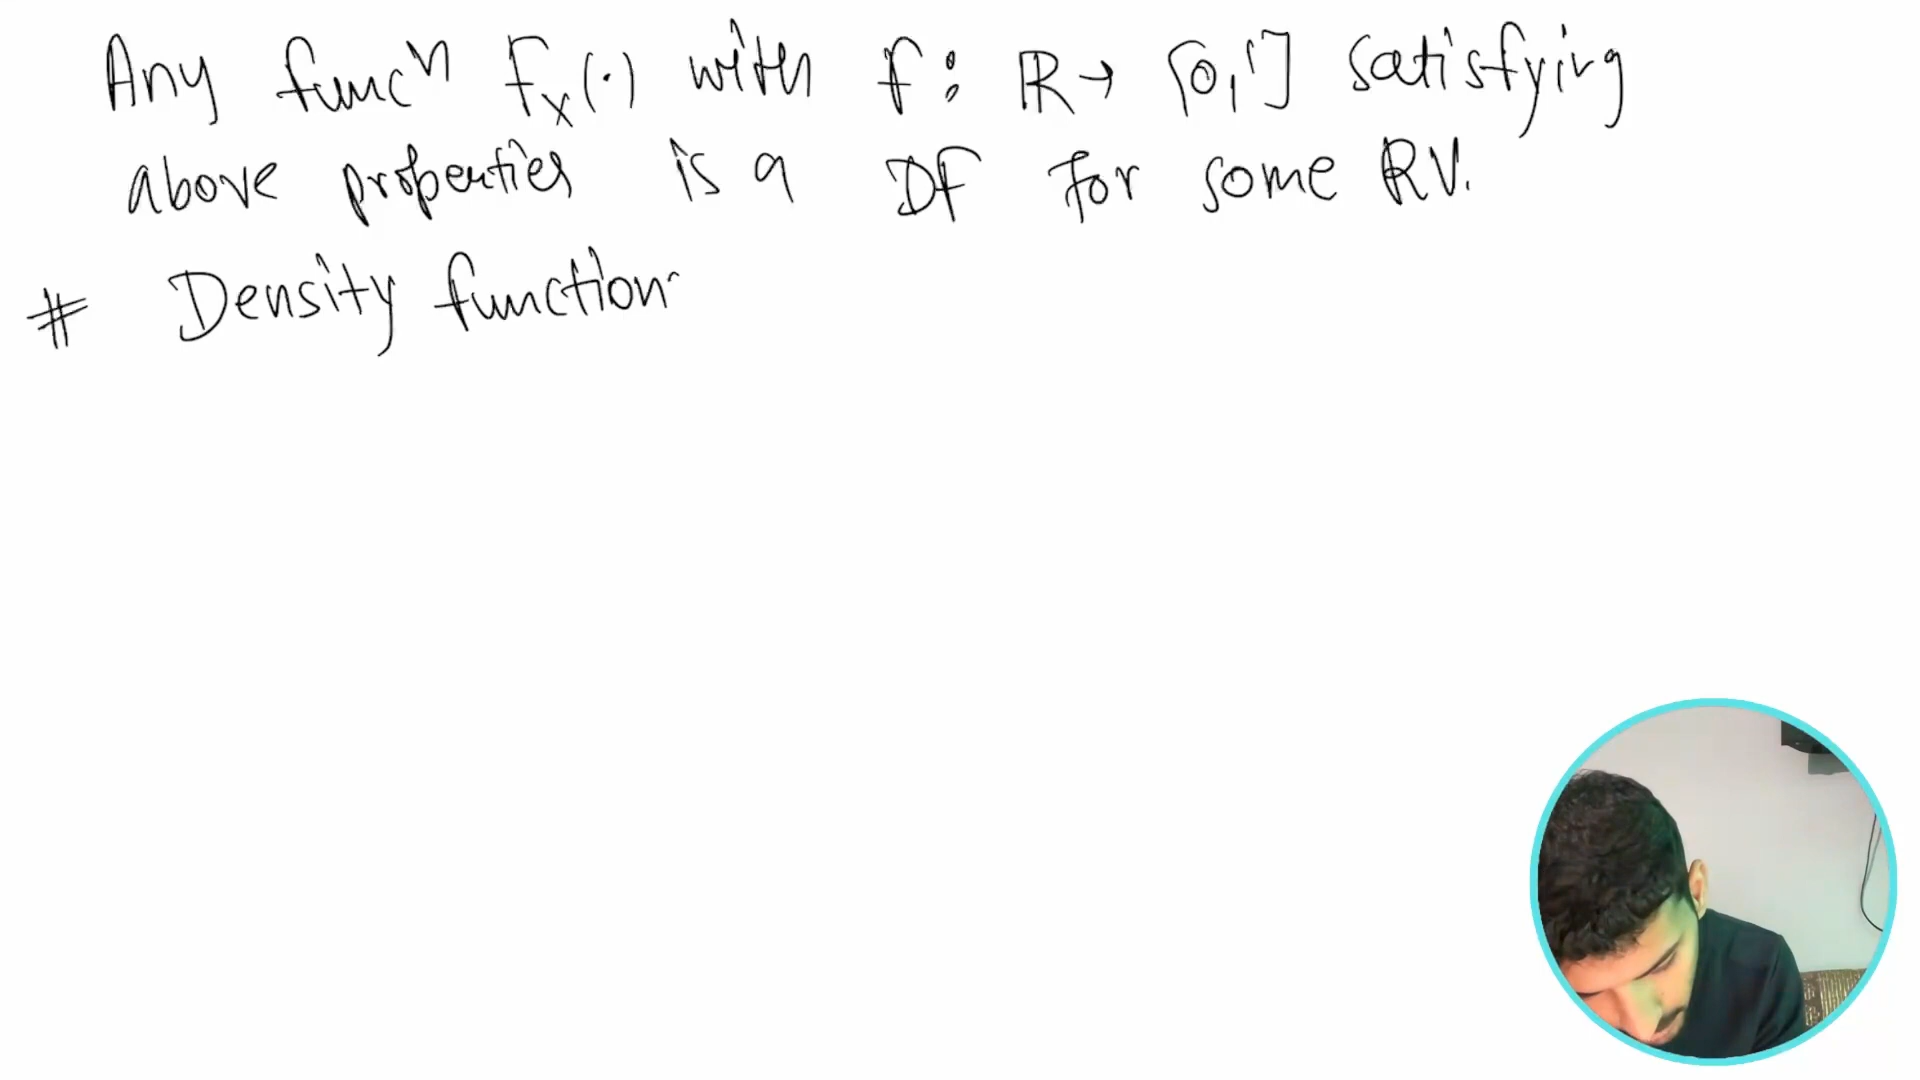 Any funcⁿ Fₓ(·) with f : ℝ → [0,1] satisfying
above properties is a DF for some RV.
# Density function